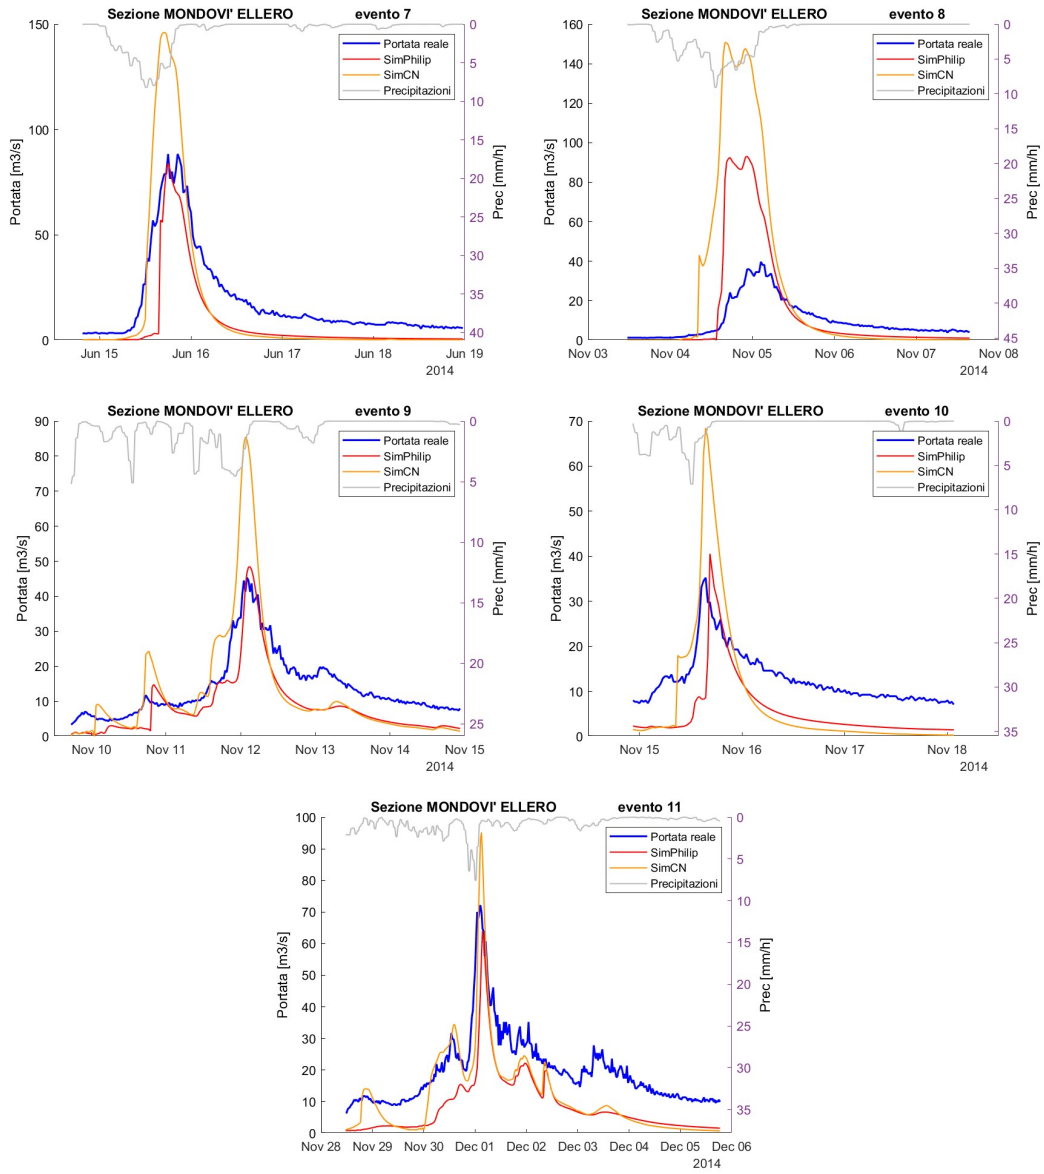 Sezione MONDOVI' ELLERO evento 7
Portata reale
SimPhilip
SimCN
Precipitazioni
Portata [m3/s]
Prec [mm/h]
150
100
50
0
0
5
10
15
20
25
30
35
40
Jun 15 Jun 16 Jun 17 Jun 18 Jun 19
2014
Sezione MONDOVI' ELLERO evento 8
Portata reale
SimPhilip
SimCN
Precipitazioni
Portata [m3/s]
Prec [mm/h]
160
140
120
100
80
60
40
20
0
0
5
10
15
20
25
30
35
40
45
Nov 03 Nov 04 Nov 05 Nov 06 Nov 07 Nov 08
2014
Sezione MONDOVI' ELLERO evento 9
Portata reale
SimPhilip
SimCN
Precipitazioni
Portata [m3/s]
Prec [mm/h]
90
80
70
60
50
40
30
20
10
0
0
5
10
15
20
25
Nov 10 Nov 11 Nov 12 Nov 13 Nov 14 Nov 15
2014
Sezione MONDOVI' ELLERO evento 10
Portata reale
SimPhilip
SimCN
Precipitazioni
Portata [m3/s]
Prec [mm/h]
70
60
50
40
30
20
10
0
0
5
10
15
20
25
30
35
Nov 15 Nov 16 Nov 17 Nov 18
2014
Sezione MONDOVI' ELLERO evento 11
Portata reale
SimPhilip
SimCN
Precipitazioni
Portata [m3/s]
Prec [mm/h]
100
90
80
70
60
50
40
30
20
10
0
0
5
10
15
20
25
30
35
Nov 28 Nov 29 Nov 30 Dec 01 Dec 02 Dec 03 Dec 04 Dec 05 Dec 06
2014